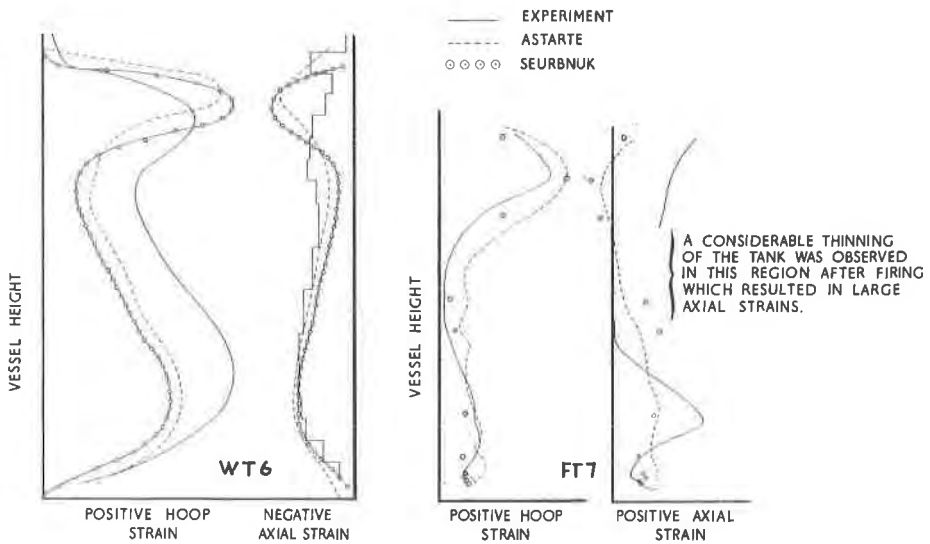 EXPERIMENT
ASTARTE
SEURBNUK
VESSEL HEIGHT
WT6
POSITIVE HOOP
STRAIN
NEGATIVE
AXIAL STRAIN
VESSEL HEIGHT
A CONSIDERABLE THINNING
OF THE TANK WAS OBSERVED
IN THIS REGION AFTER FIRING
WHICH RESULTED IN LARGE
AXIAL STRAINS.
FT7
POSITIVE HOOP
STRAIN
POSITIVE AXIAL
STRAIN